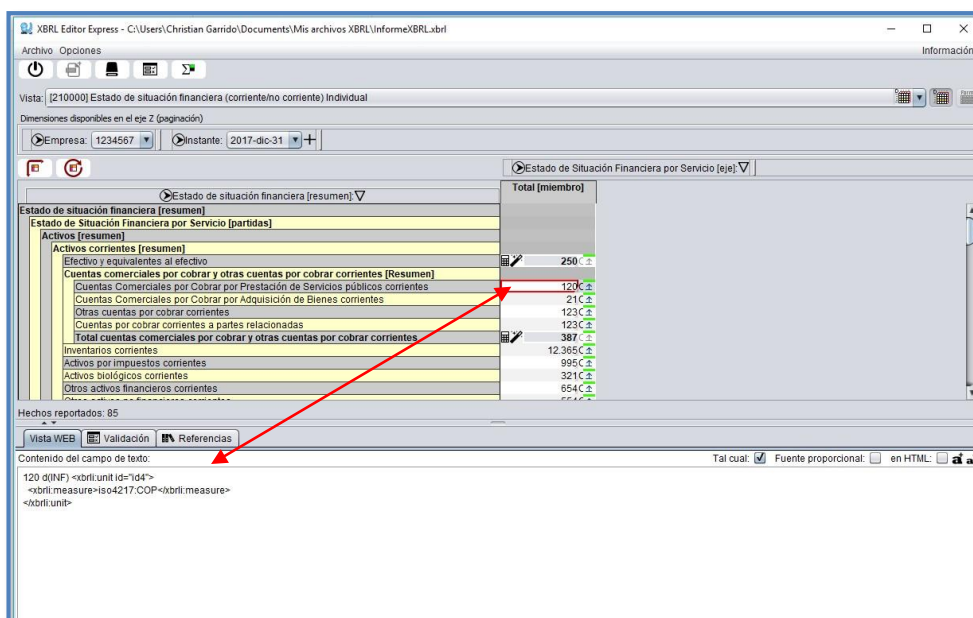 XBRL Editor Express - C:\Users\Christian Garrido\Documents\Mis archivos XBRL\InformeXBRL.xbrl
Archivo Opciones Información
Vista: [210000] Estado de situación financiera (corriente/no corriente) Individual
Dimensiones disponibles en el eje Z (paginación)
Empresa: 1234567 Instante: 2017-dic-31
Estado de Situación Financiera por Servicio [eje]:
Estado de situación financiera [resumen]: Total [miembro]
Estado de situación financiera [resumen]
Estado de Situación Financiera por Servicio [partidas]
Activos [resumen]
Activos corrientes [resumen]
Efectivo y equivalentes al efectivo 250
Cuentas comerciales por cobrar y otras cuentas por cobrar corrientes [Resumen]
Cuentas Comerciales por Cobrar por Prestación de Servicios públicos corrientes 120
Cuentas Comerciales por Cobrar por Adquisición de Bienes corrientes 21
Otras cuentas por cobrar corrientes 123
Cuentas por cobrar corrientes a partes relacionadas 123
Total cuentas comerciales por cobrar y otras cuentas por cobrar corrientes 387
Inventarios corrientes 12.365
Activos por impuestos corrientes 995
Activos biológicos corrientes 321
Otros activos financieros corrientes 654
Hechos reportados: 85
Vista WEB Validación Referencias
Contenido del campo de texto: Tal cual: Fuente proporcional: en HTML: a a
120 d(INF) <xbrli:unit id="id4">
<xbrli:measure>iso4217:COP</xbrli:measure>
</xbrli:unit>